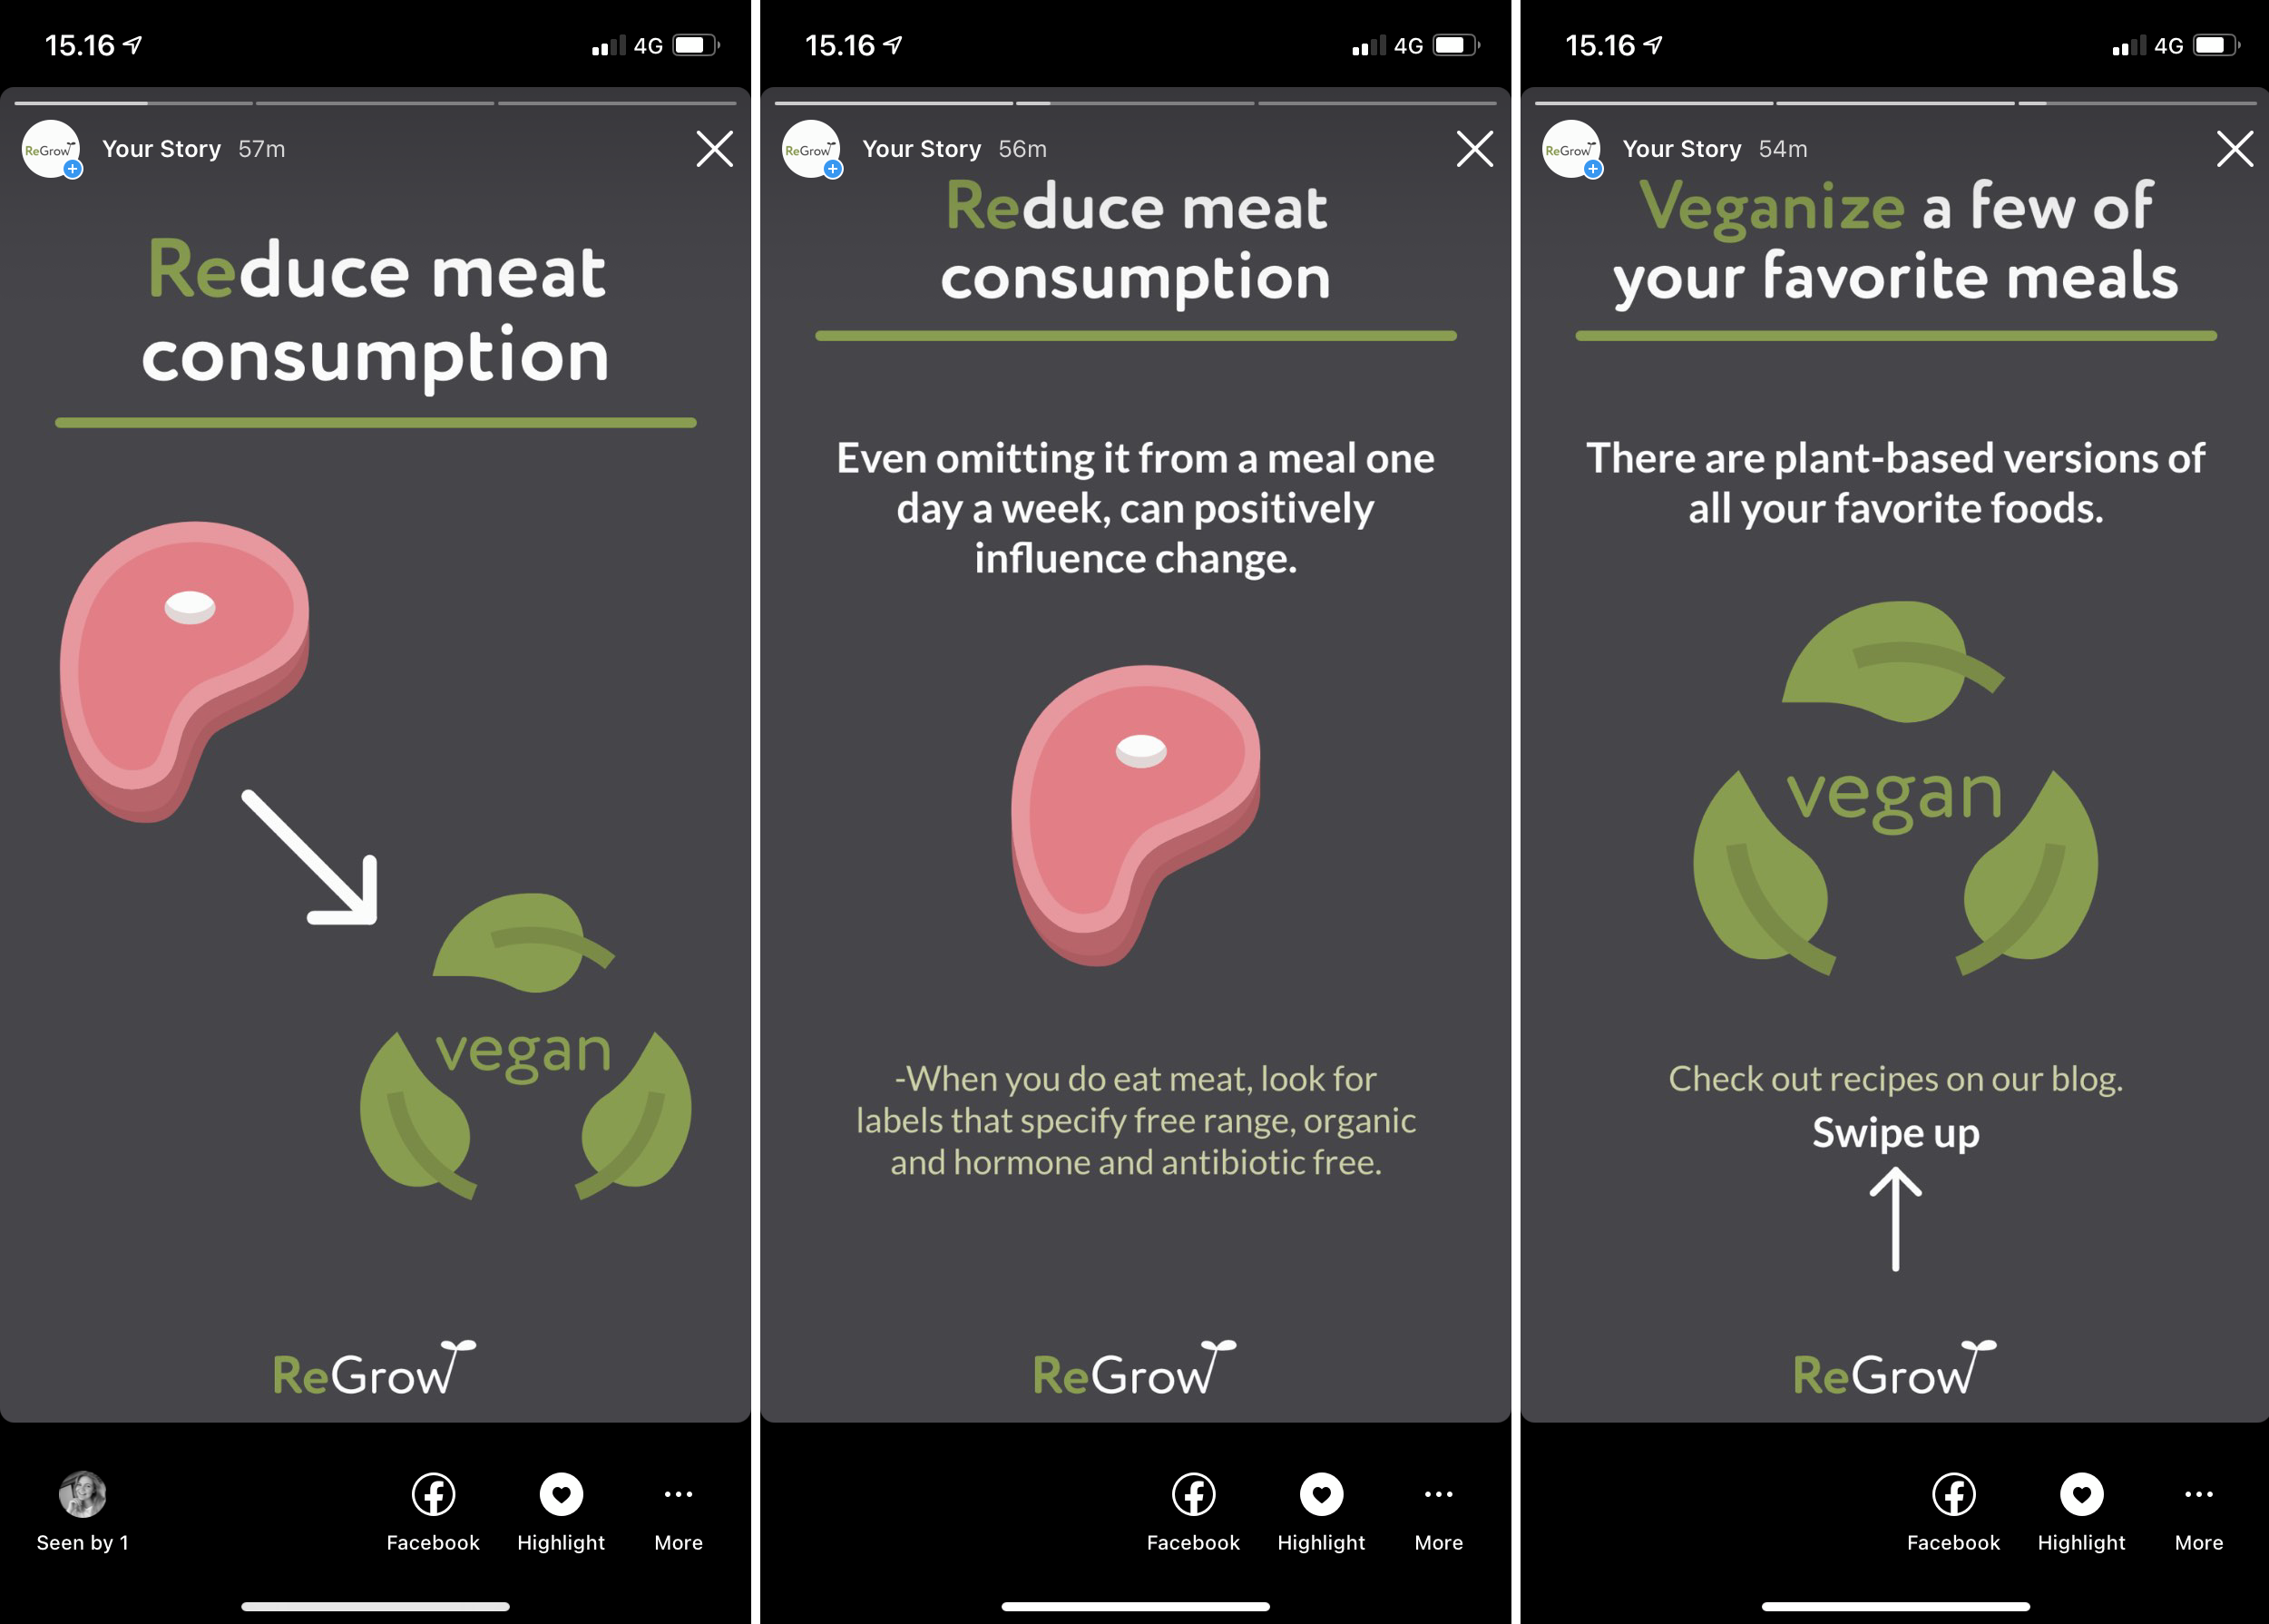 15.16
4G
ReGrow
Your Story 57m
Reduce meat
consumption
vegan
ReGrow
Seen by 1
Facebook
Highlight
More
15.16
4G
ReGrow
Your Story 56m
Reduce meat
consumption
Even omitting it from a meal one
day a week, can positively
influence change.
-When you do eat meat, look for
labels that specify free range, organic
and hormone and antibiotic free.
ReGrow
Facebook
Highlight
More
15.16
4G
ReGrow
Your Story 54m
Veganize a few of
your favorite meals
There are plant-based versions of
all your favorite foods.
vegan
Check out recipes on our blog.
Swipe up
ReGrow
Facebook
Highlight
More